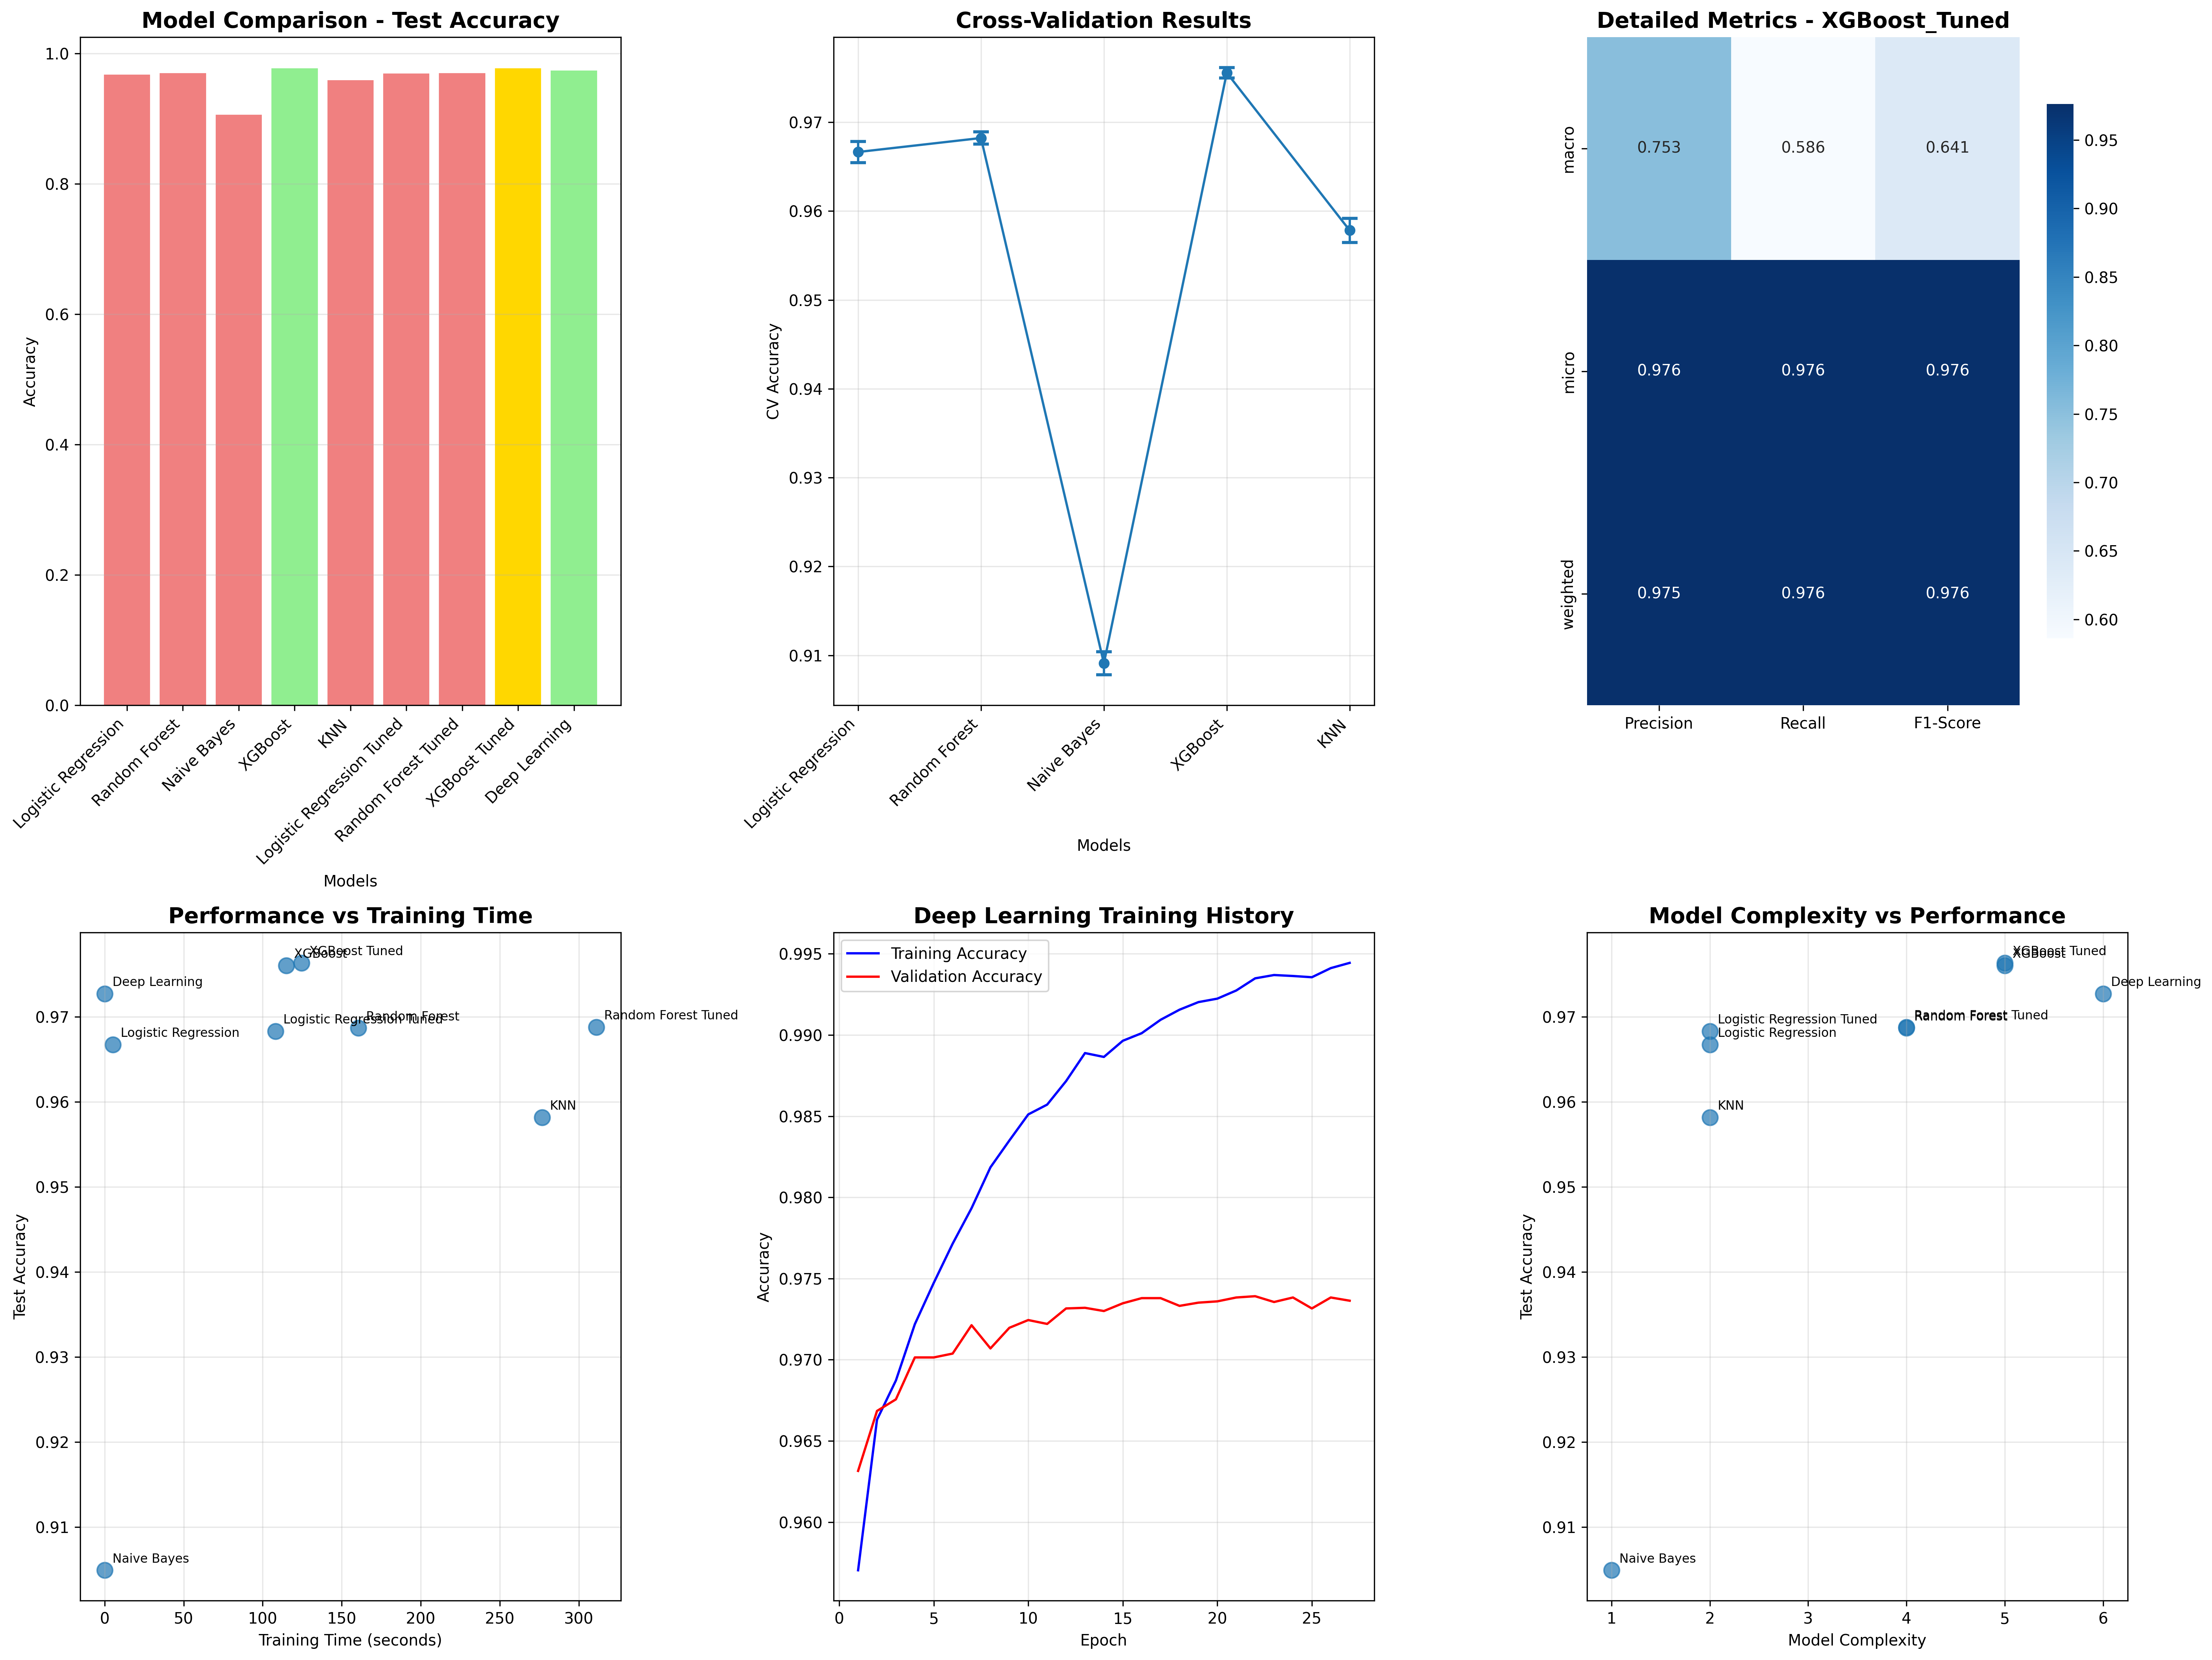 Model Comparison - Test Accuracy
1.0
0.8
0.6
0.4
0.2
0.0
Accuracy
Logistic Regression
Random Forest
Naive Bayes
XGBoost
KNN
Logistic Regression Tuned
Random Forest Tuned
XGBoost Tuned
Deep Learning
Models
Cross-Validation Results
0.97
0.96
0.95
0.94
0.93
0.92
0.91
CV Accuracy
Logistic Regression
Random Forest
Naive Bayes
XGBoost
KNN
Models
Detailed Metrics - XGBoost_Tuned
macro
0.753 0.586 0.641
micro
0.976 0.976 0.976
weighted
0.975 0.976 0.976
Precision Recall F1-Score
0.95
0.90
0.85
0.80
0.75
0.70
0.65
0.60
Performance vs Training Time
0.97
0.96
0.95
0.94
0.93
0.92
0.91
Test Accuracy
XGBoost Tuned
XGBoost
Deep Learning
Random Forest Tuned
Random Forest
Logistic Regression Tuned
Logistic Regression
KNN
Naive Bayes
0 50 100 150 200 250 300
Training Time (seconds)
Deep Learning Training History
Training Accuracy
Validation Accuracy
0.995
0.990
0.985
0.980
0.975
0.970
0.965
0.960
Accuracy
0 5 10 15 20 25
Epoch
Model Complexity vs Performance
0.97
0.96
0.95
0.94
0.93
0.92
0.91
Test Accuracy
XGBoost Tuned
XGBoost
Deep Learning
Random Forest Tuned
Random Forest
Logistic Regression Tuned
Logistic Regression
KNN
Naive Bayes
1 2 3 4 5 6
Model Complexity